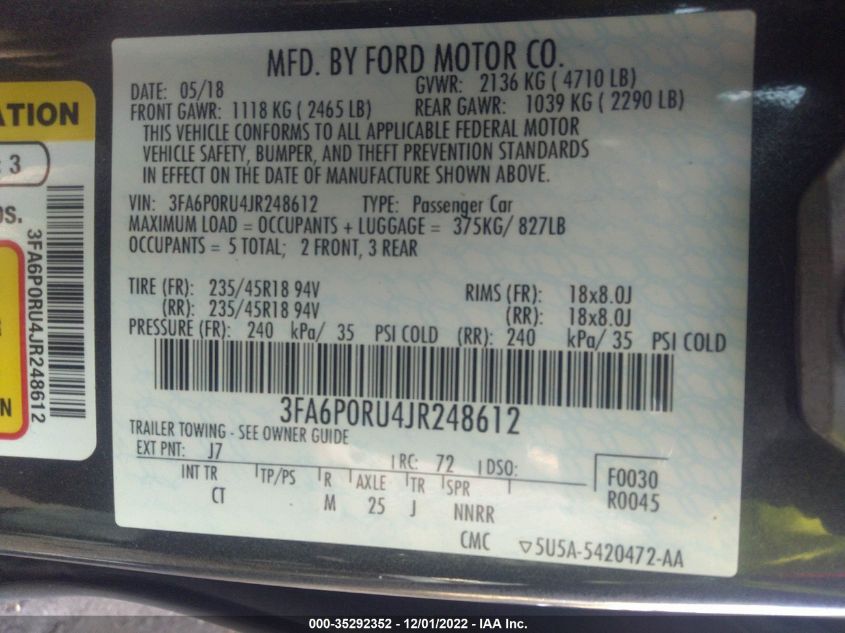 MFD. BY FORD MOTOR CO.
DATE: 05/18 GVWR: 2136 KG ( 4710 LB)
FRONT GAWR: 1118 KG ( 2465 LB) REAR GAWR: 1039 KG ( 2290 LB)
THIS VEHICLE CONFORMS TO ALL APPLICABLE FEDERAL MOTOR
VEHICLE SAFETY, BUMPER, AND THEFT PREVENTION STANDARDS
IN EFFECT ON THE DATE OF MANUFACTURE SHOWN ABOVE.
VIN: 3FA6P0RU4JR248612 TYPE: Passenger Car
MAXIMUM LOAD = OCCUPANTS + LUGGAGE = 375KG/ 827LB
OCCUPANTS = 5 TOTAL; 2 FRONT, 3 REAR
TIRE (FR): 235/45R18 94V RIMS (FR): 18x8.0J
(RR): 235/45R18 94V (RR): 18x8.0J
PRESSURE (FR): 240 kPa/ 35 PSI COLD (RR): 240 kPa/ 35 PSI COLD
3FA6P0RU4JR248612
TRAILER TOWING - SEE OWNER GUIDE
EXT PNT: J7 RC: 72 DSO:
INT TR TP/PS R AXLE TR SPR
CT M 25 J NNRR
F0030
R0045
CMC ▽5U5A-5420472-AA
ATION
: 3
OS.
3FA6P0RU4JR248612
R
N
000-35292352 - 12/01/2022 - IAA Inc.